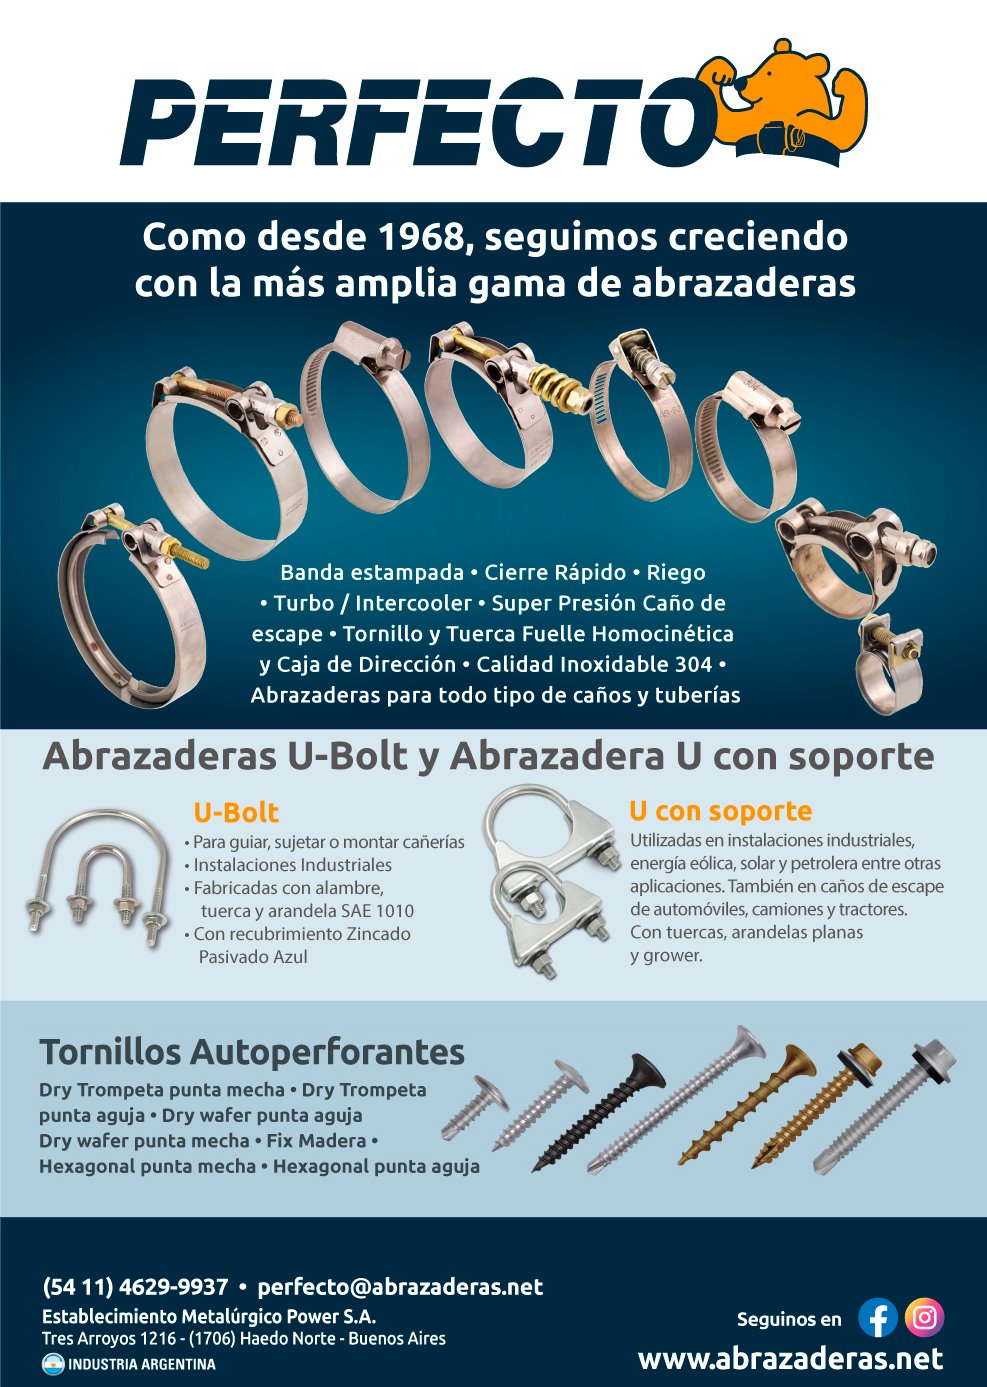 PERFECTO
Como desde 1968, seguimos creciendo
con la más amplia gama de abrazaderas
Banda estampada • Cierre Rápido • Riego
• Turbo / Intercooler • Super Presión Caño de
escape • Tornillo y Tuerca Fuelle Homocinética
y Caja de Dirección • Calidad Inoxidable 304 •
Abrazaderas para todo tipo de caños y tuberías
Abrazaderas U-Bolt y Abrazadera U con soporte
U-Bolt
• Para guiar, sujetar o montar cañerías
• Instalaciones Industriales
• Fabricadas con alambre,
tuerca y arandela SAE 1010
• Con recubrimiento Zincado
Pasivado Azul
U con soporte
Utilizadas en instalaciones industriales,
energía eólica, solar y petrolera entre otras
aplicaciones. También en caños de escape
de automóviles, camiones y tractores.
Con tuercas, arandelas planas
y grower.
Tornillos Autoperforantes
Dry Trompeta punta mecha • Dry Trompeta
punta aguja • Dry wafer punta aguja
Dry wafer punta mecha • Fix Madera •
Hexagonal punta mecha • Hexagonal punta aguja
(54 11) 4629-9937 • perfecto@abrazaderas.net
Establecimiento Metalúrgico Power S.A.
Tres Arroyos 1216 - (1706) Haedo Norte - Buenos Aires
INDUSTRIA ARGENTINA
Seguinos en
www.abrazaderas.net